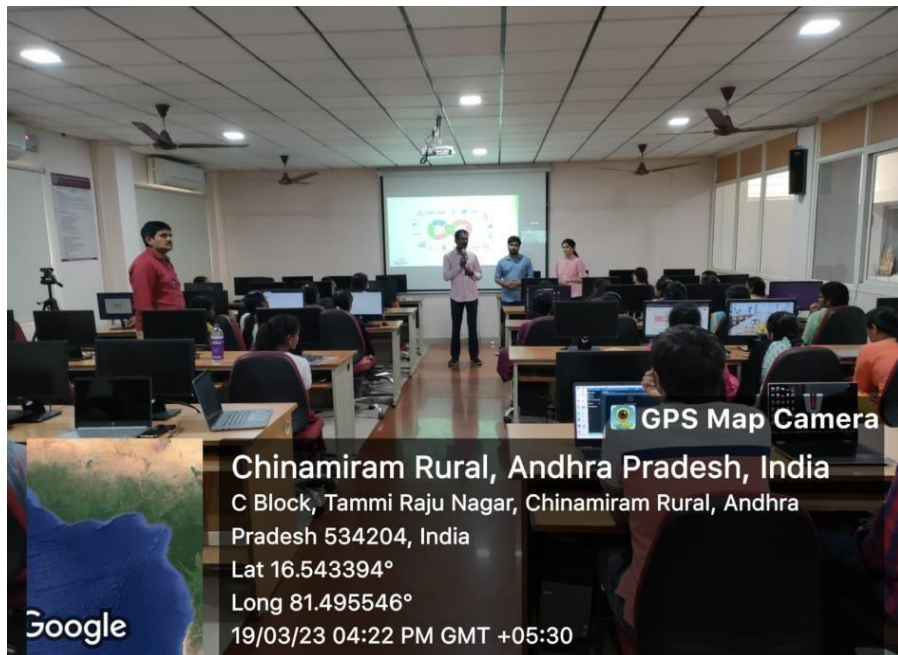 GPS Map Camera
Chinamiram Rural, Andhra Pradesh, India
C Block, Tammi Raju Nagar, Chinamiram Rural, Andhra
Pradesh 534204, India
Lat 16.543394°
Long 81.495546°
19/03/23 04:22 PM GMT +05:30
Google